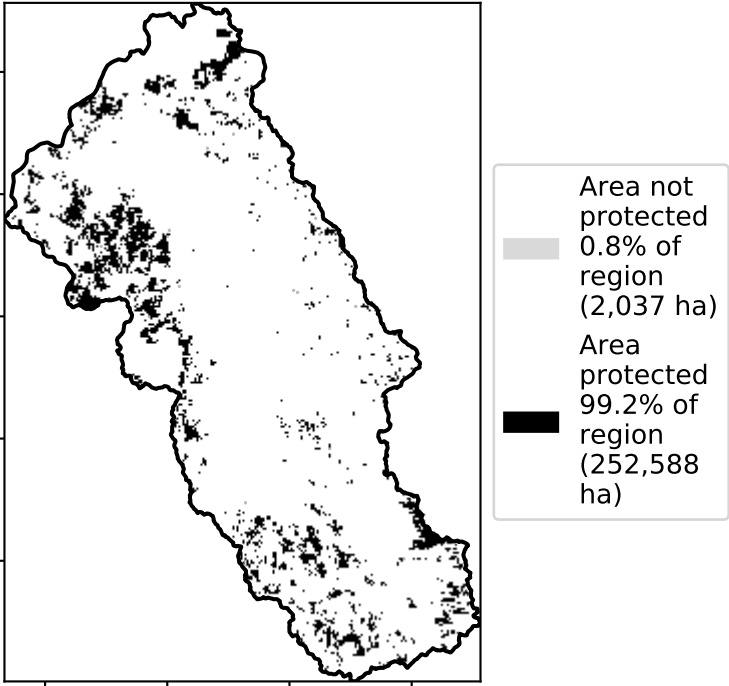 Area not
protected
0.8% of
region
(2,037 ha)
Area
protected
99.2% of
region
(252,588
ha)